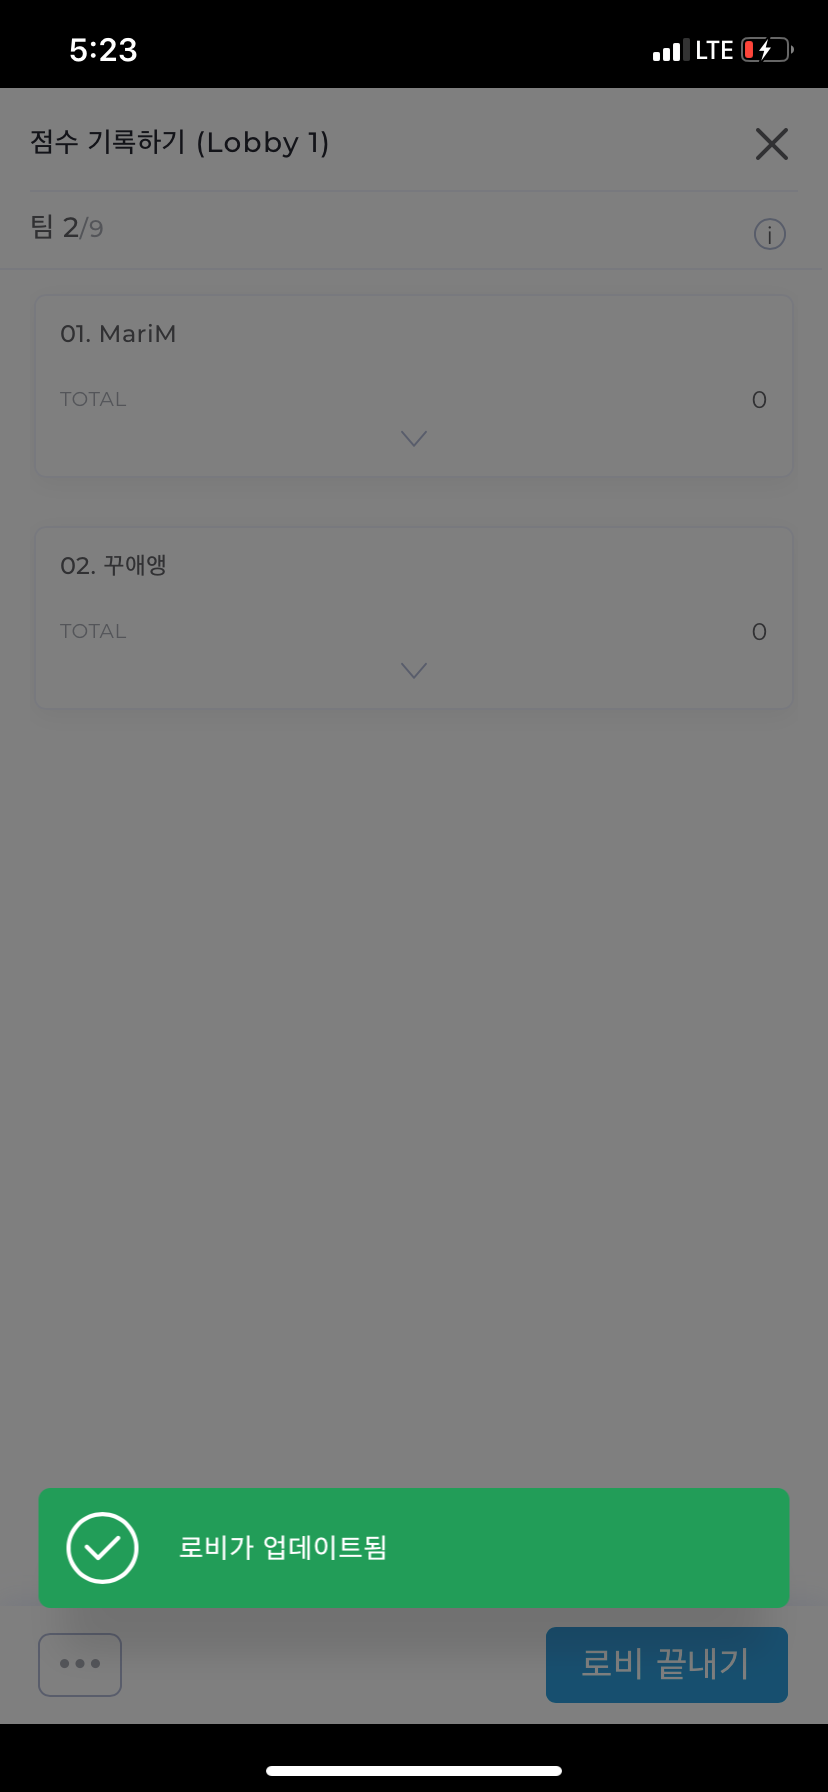 5:23
LTE
점수 기록하기 (Lobby 1)
팀 2/9
01. MariM
TOTAL 0
02. 꾸애앵
TOTAL 0
로비가 업데이트됨
로비 끝내기